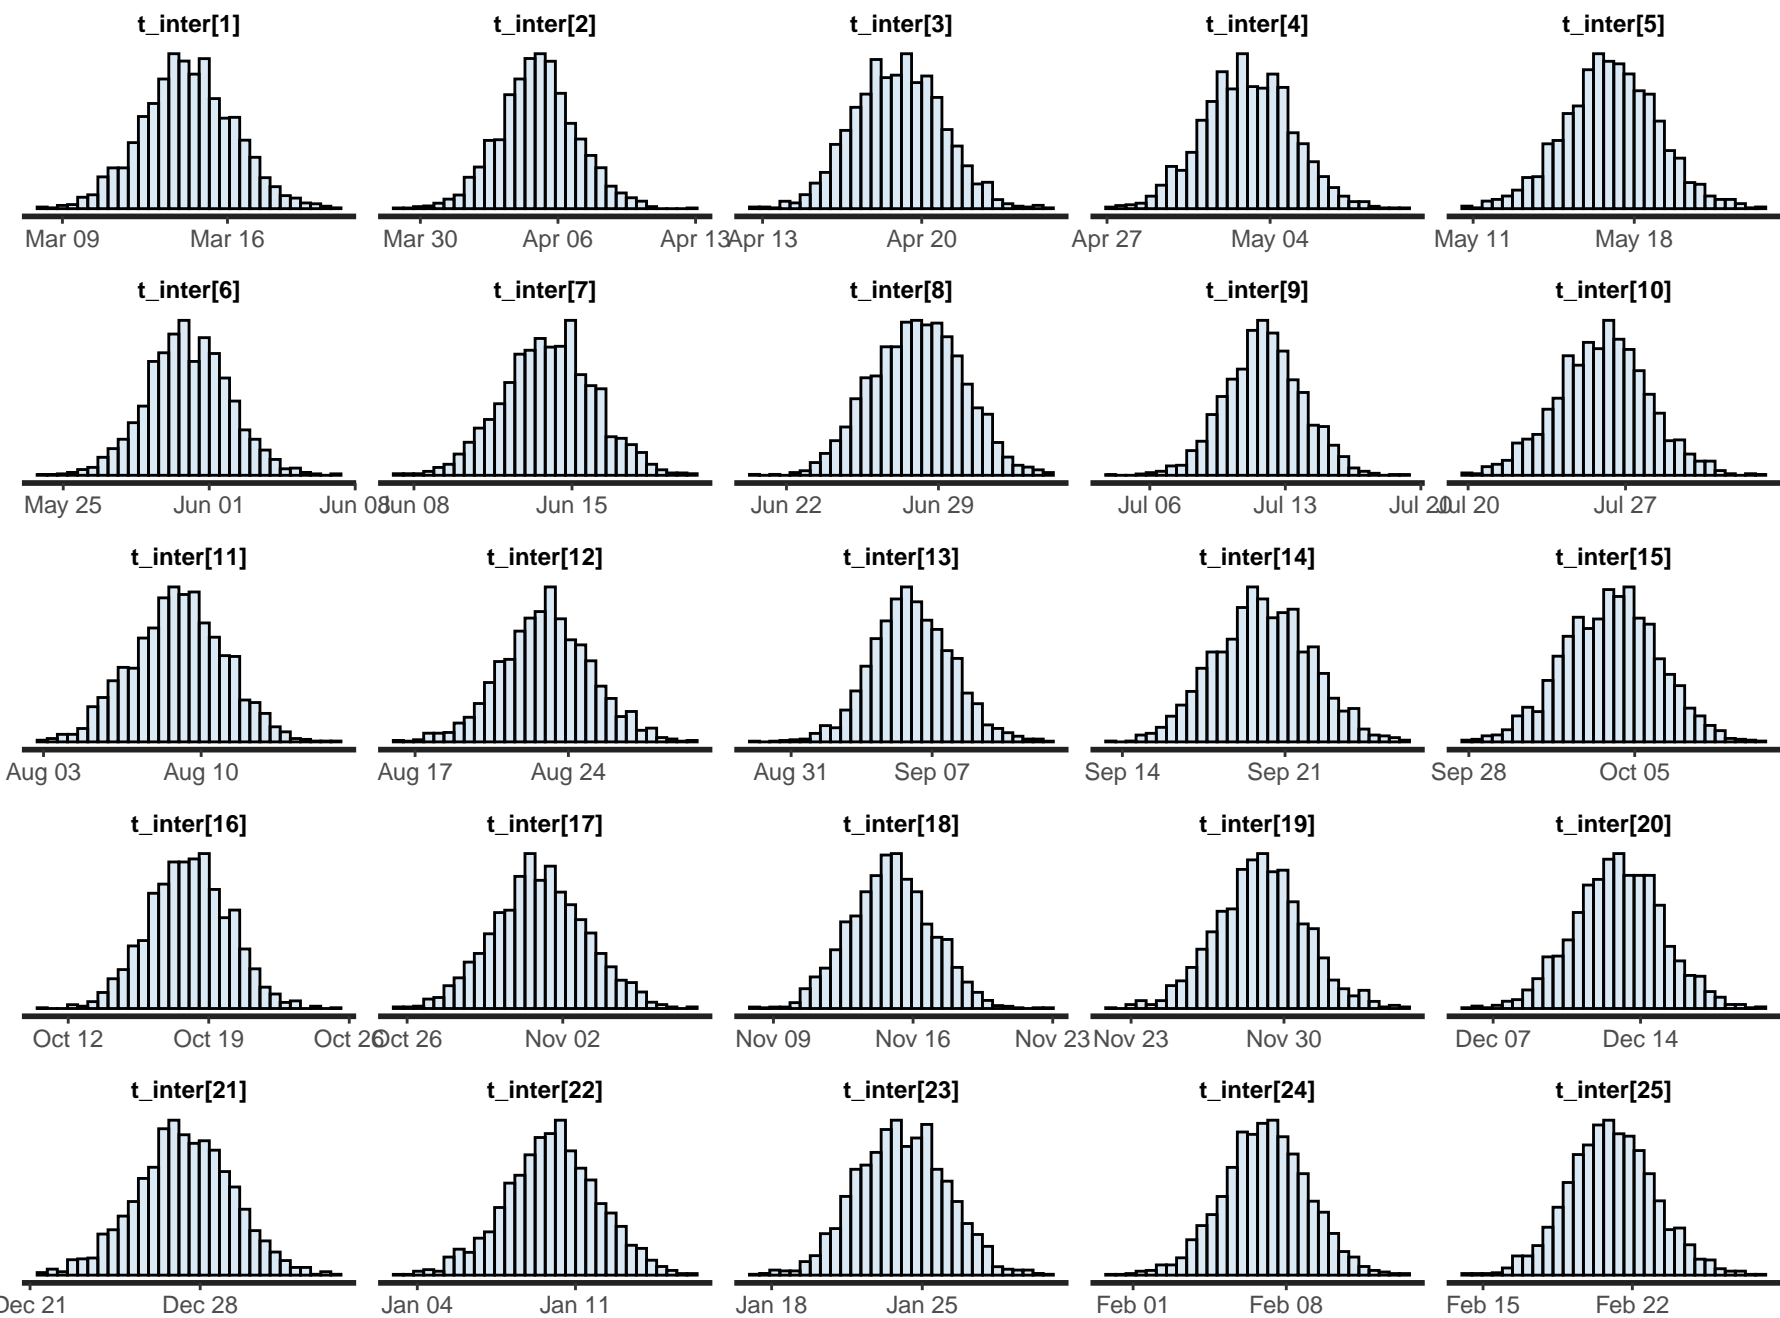 t_inter[1] t_inter[2] t_inter[3] t_inter[4] t_inter[5]
Mar 09 Mar 16 Mar 30 Apr 06 Apr 13 Apr 13 Apr 20 Apr 27 May 04 May 11 May 18
t_inter[6] t_inter[7] t_inter[8] t_inter[9] t_inter[10]
May 25 Jun 01 Jun 08 Jun 08 Jun 15 Jun 22 Jun 29 Jul 06 Jul 13 Jul 20 Jul 20 Jul 27
t_inter[11] t_inter[12] t_inter[13] t_inter[14] t_inter[15]
Aug 03 Aug 10 Aug 17 Aug 24 Aug 31 Sep 07 Sep 14 Sep 21 Sep 28 Oct 05
t_inter[16] t_inter[17] t_inter[18] t_inter[19] t_inter[20]
Oct 12 Oct 19 Oct 26 Oct 26 Nov 02 Nov 09 Nov 16 Nov 23 Nov 23 Nov 30 Dec 07 Dec 14
t_inter[21] t_inter[22] t_inter[23] t_inter[24] t_inter[25]
Dec 21 Dec 28 Jan 04 Jan 11 Jan 18 Jan 25 Feb 01 Feb 08 Feb 15 Feb 22